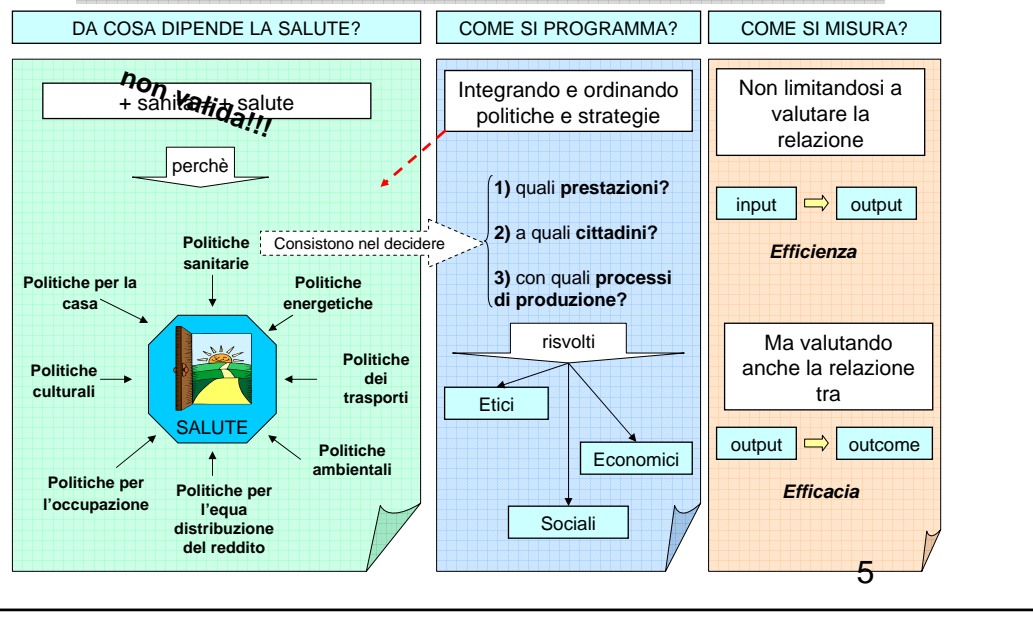 DA COSA DIPENDE LA SALUTE?
COME SI PROGRAMMA?
COME SI MISURA?
non valida!!!
+ sanità + salute
perchè
Politiche
sanitarie
Politiche per la
casa
Politiche
energetiche
Politiche
culturali
Politiche
dei
trasporti
SALUTE
Politiche per
l'occupazione
Politiche per
l'equa
distribuzione
del reddito
Politiche
ambientali
Consistono nel decidere
Integrando e ordinando
politiche e strategie
1) quali prestazioni?
2) a quali cittadini?
3) con quali processi
di produzione?
risvolti
Etici
Economici
Sociali
Non limitandosi a
valutare la
relazione
input
output
Efficienza
Ma valutando
anche la relazione
tra
output
outcome
Efficacia
5